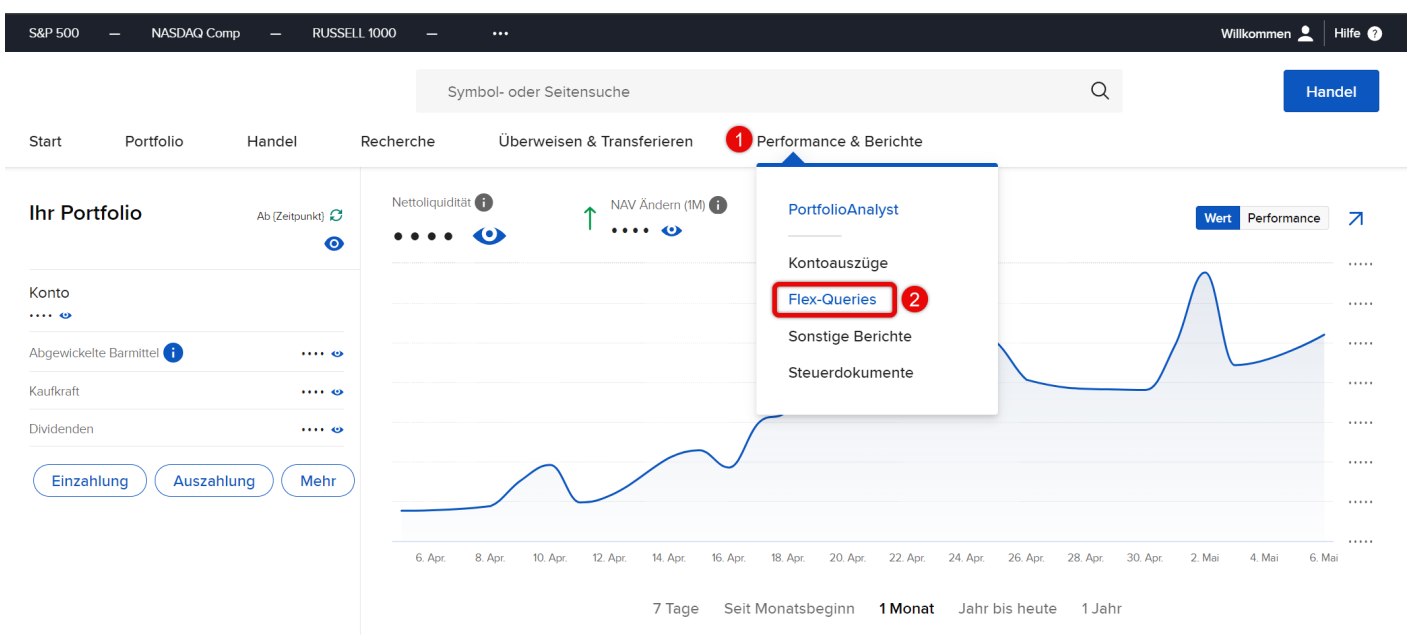 S&P 500 — NASDAQ Comp — RUSSELL 1000 — ••• Willkommen Hilfe ?
Symbol- oder Seitensuche Handel
Start Portfolio Handel Recherche Überweisen & Transferieren 1 Performance & Berichte
Ihr Portfolio Ab {Zeitpunkt}
Konto
••••
Abgewickelte Barmittel i ••••
Kaufkraft ••••
Dividenden ••••
Einzahlung Auszahlung Mehr
Nettoliquidität i NAV Ändern (1M) i
•••• ••••
PortfolioAnalyst
Kontoauszüge
Flex-Queries 2
Sonstige Berichte
Steuerdokumente
Wert Performance
•••••
•••••
•••••
•••••
•••••
•••••
•••••
•••••
6. Apr. 8. Apr. 10. Apr. 12. Apr. 14. Apr. 16. Apr. 18. Apr. 20. Apr. 22. Apr. 24. Apr. 26. Apr. 28. Apr. 30. Apr. 2. Mai 4. Mai 6. Mai
7 Tage Seit Monatsbeginn 1 Monat Jahr bis heute 1 Jahr